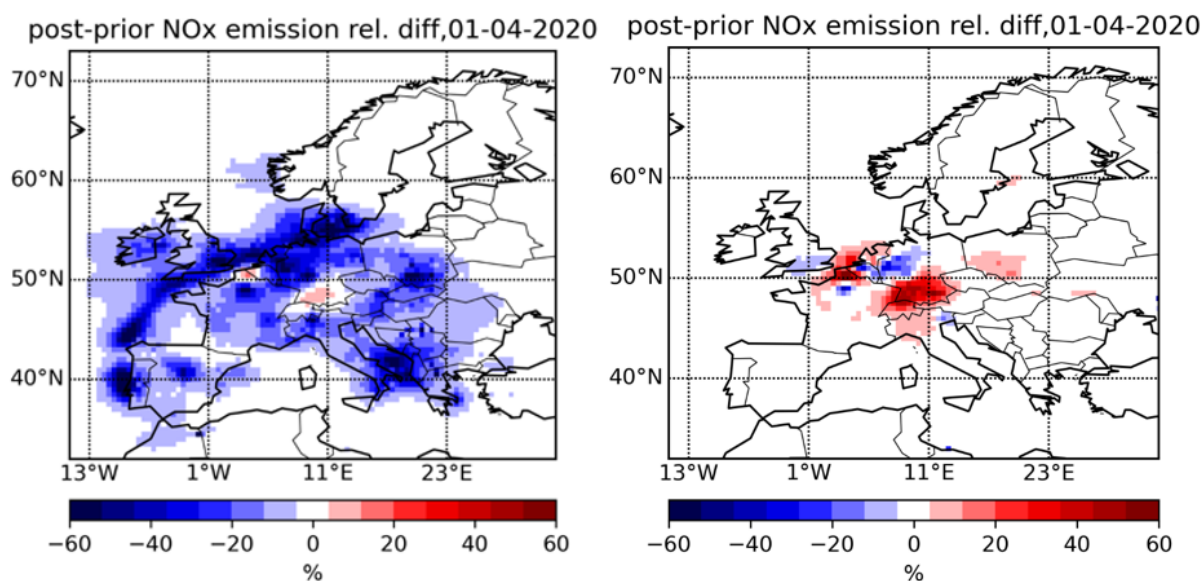 post-prior NOx emission rel. diff,01-04-2020
70°N
60°N
50°N
40°N
13°W 1°W 11°E 23°E
−60 −40 −20 0 20 40 60
%
post-prior NOx emission rel. diff,01-04-2020
70°N
60°N
50°N
40°N
13°W 1°W 11°E 23°E
−60 −40 −20 0 20 40 60
%